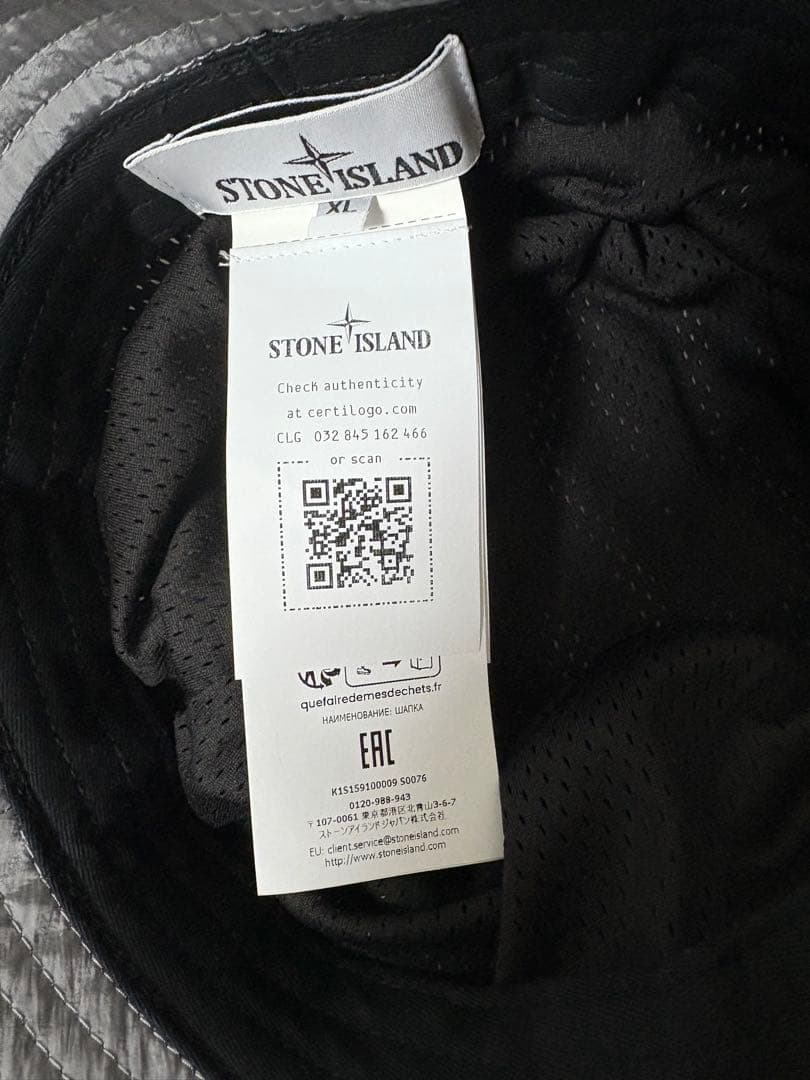 STONE ISLAND
XL
STONE ISLAND
Check authenticity
at certilogo.com
CLG 032 845 162 466
or scan
quefairedemesdechets.fr
НАИМЕНОВАНИЕ: ШАПКА
EAC
K1S159100009 S0076
0120-988-943
〒107-0061 東京都港区北青山3-6-7
ストーンアイランドジャパン株式会社
EU: client.service@stoneisland.com
http://www.stoneisland.com